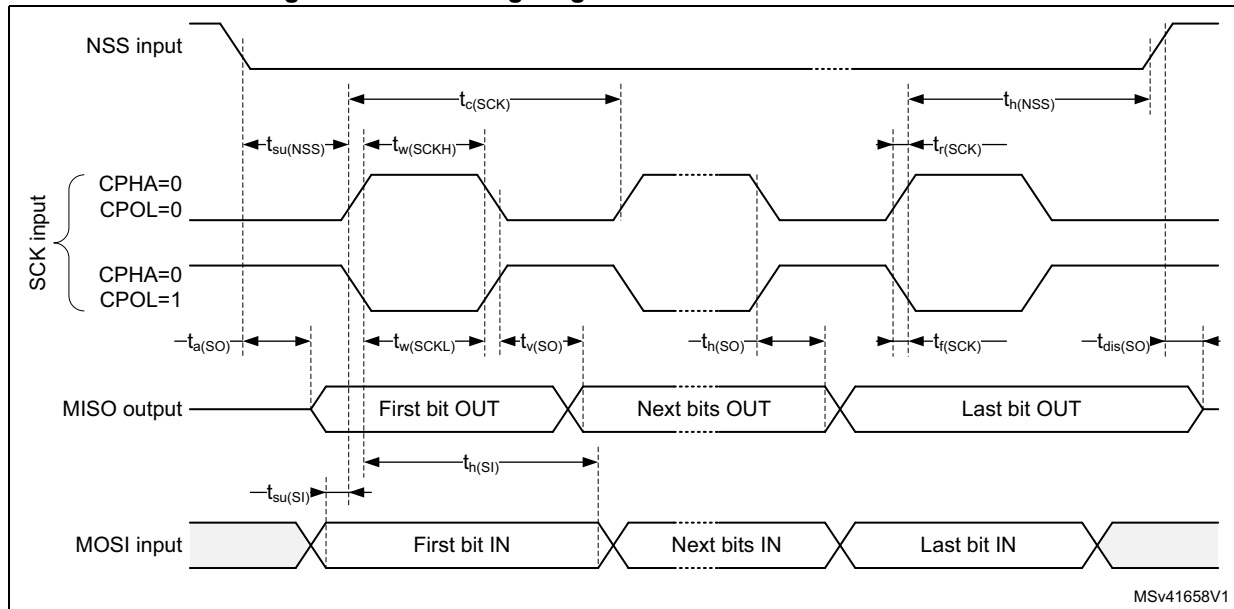 NSS input
tc(SCK)
th(NSS)
tsu(NSS)
tw(SCKH)
tr(SCK)
SCK input
CPHA=0
CPOL=0
CPHA=0
CPOL=1
ta(SO)
tw(SCKL)
tv(SO)
th(SO)
tf(SCK)
tdis(SO)
MISO output
First bit OUT
Next bits OUT
Last bit OUT
th(SI)
tsu(SI)
MOSI input
First bit IN
Next bits IN
Last bit IN
MSv41658V1